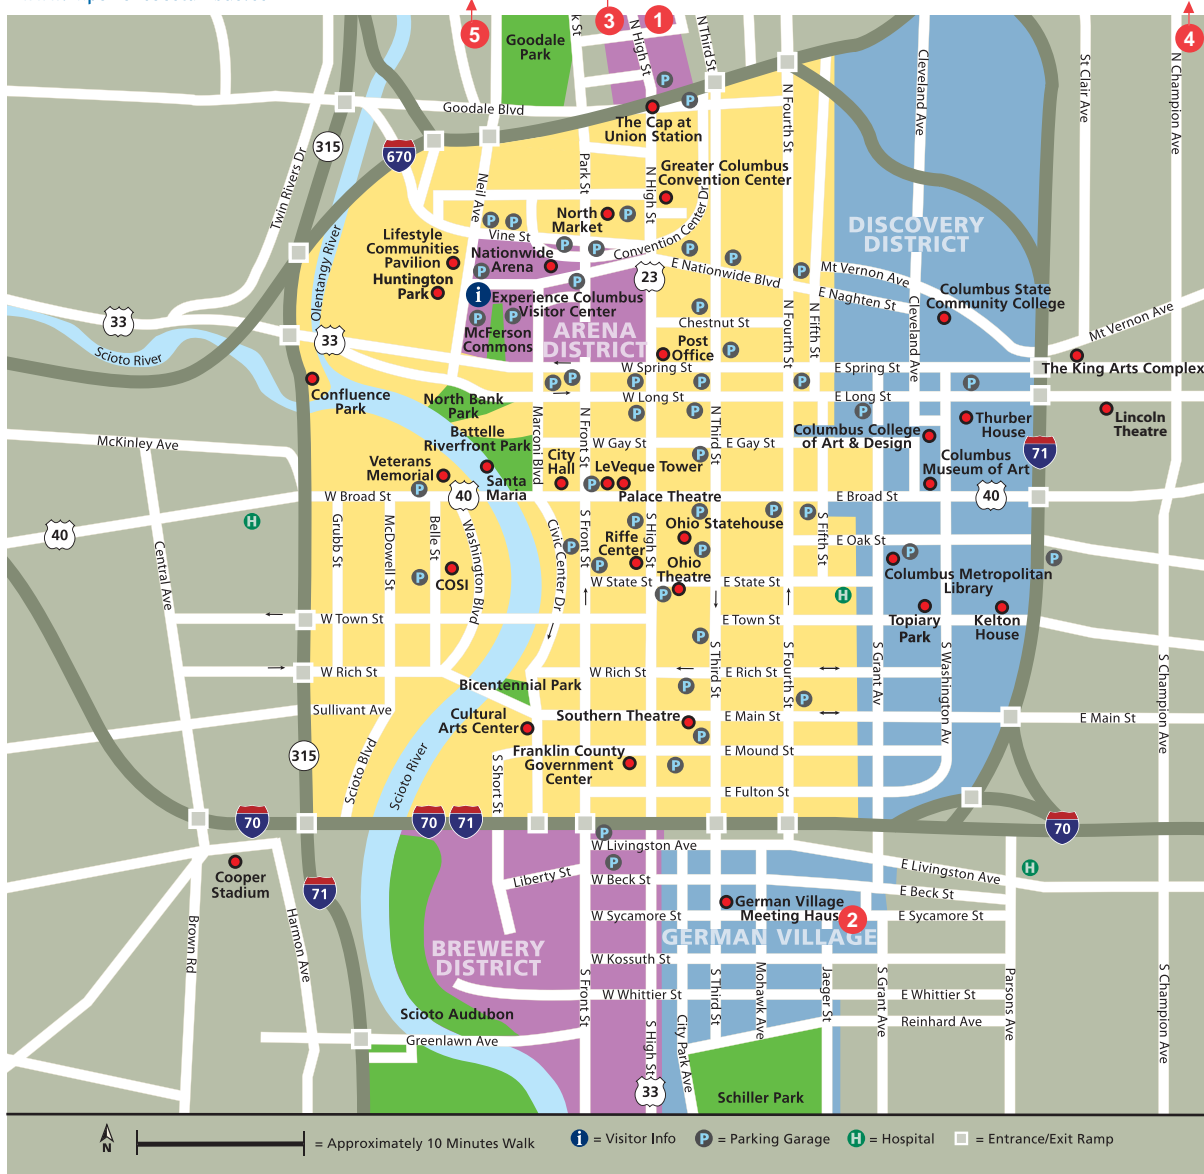 5
3
1
4
Goodale
Park
N High St
N Third St
Cleveland Ave
St Clair Ave
N Champion Ave
Goodale Blvd
The Cap at
Union Station
N Fourth St
315
670
Twin Rivers Dr
Neil Ave
Park St
N High St
Greater Columbus
Convention Center
North
Market
Convention Center Dr
DISCOVERY
DISTRICT
Olentangy River
Lifestyle
Communities
Pavilion
Huntington
Park
Vine St
Nationwide
Arena
E Nationwide Blvd
Mt Vernon Ave
E Naghten St
Columbus State
Community College
23
i
Experience Columbus
Visitor Center
ARENA
DISTRICT
McFerson
Commons
Chestnut St
Post
Office
N Fourth St
N Fifth St
Cleveland Ave
Mt Vernon Ave
33
33
Scioto River
W Spring St
E Spring St
The King Arts Complex
Confluence
Park
North Bank
Park
W Long St
E Long St
Lincoln
Theatre
Thurber
House
Marconi Blvd
N Front St
N Third St
McKinley Ave
Battelle
Riverfront Park
W Gay St
E Gay St
Columbus College
of Art & Design
71
Veterans
Memorial
Santa
Maria
City
Hall
LeVeque Tower
Palace Theatre
Columbus
Museum of Art
W Broad St
40
E Broad St
40
40
H
Central Ave
Grubb St
McDowell St
Belle St
Washington Blvd
Civic Center Dr
S Front St
S High St
Ohio Statehouse
Riffe
Center
Ohio
Theatre
S Fifth St
E Oak St
COSI
Columbus Metropolitan
Library
W State St
E State St
H
W Town St
E Town St
Topiary
Park
Kelton
House
S Third St
S Fourth St
S Grant Av
S Washington Av
S Champion Ave
W Rich St
W Rich St
E Rich St
Bicentennial Park
Sullivant Ave
Cultural
Arts Center
Southern Theatre
E Main St
E Main St
315
Scioto Blvd
Scioto River
S Short St
Franklin County
Government
Center
E Mound St
E Fulton St
70
70
71
70
W Livingston Ave
E Livingston Ave
H
Cooper
Stadium
71
Liberty St
W Beck St
E Beck St
German Village
Meeting Haus
2
W Sycamore St
E Sycamore St
GERMAN VILLAGE
BREWERY
DISTRICT
Brown Rd
Harmon Ave
W Kossuth St
S Front St
S Third St
Mohawk Ave
Jaeger St
S Grant Ave
Parsons Ave
S Champion Ave
W Whittier St
E Whittier St
Scioto Audubon
Reinhard Ave
Greenlawn Ave
S High St
City Park Ave
33
Schiller Park
N
= Approximately 10 Minutes Walk
i = Visitor Info
P = Parking Garage
H = Hospital
= Entrance/Exit Ramp